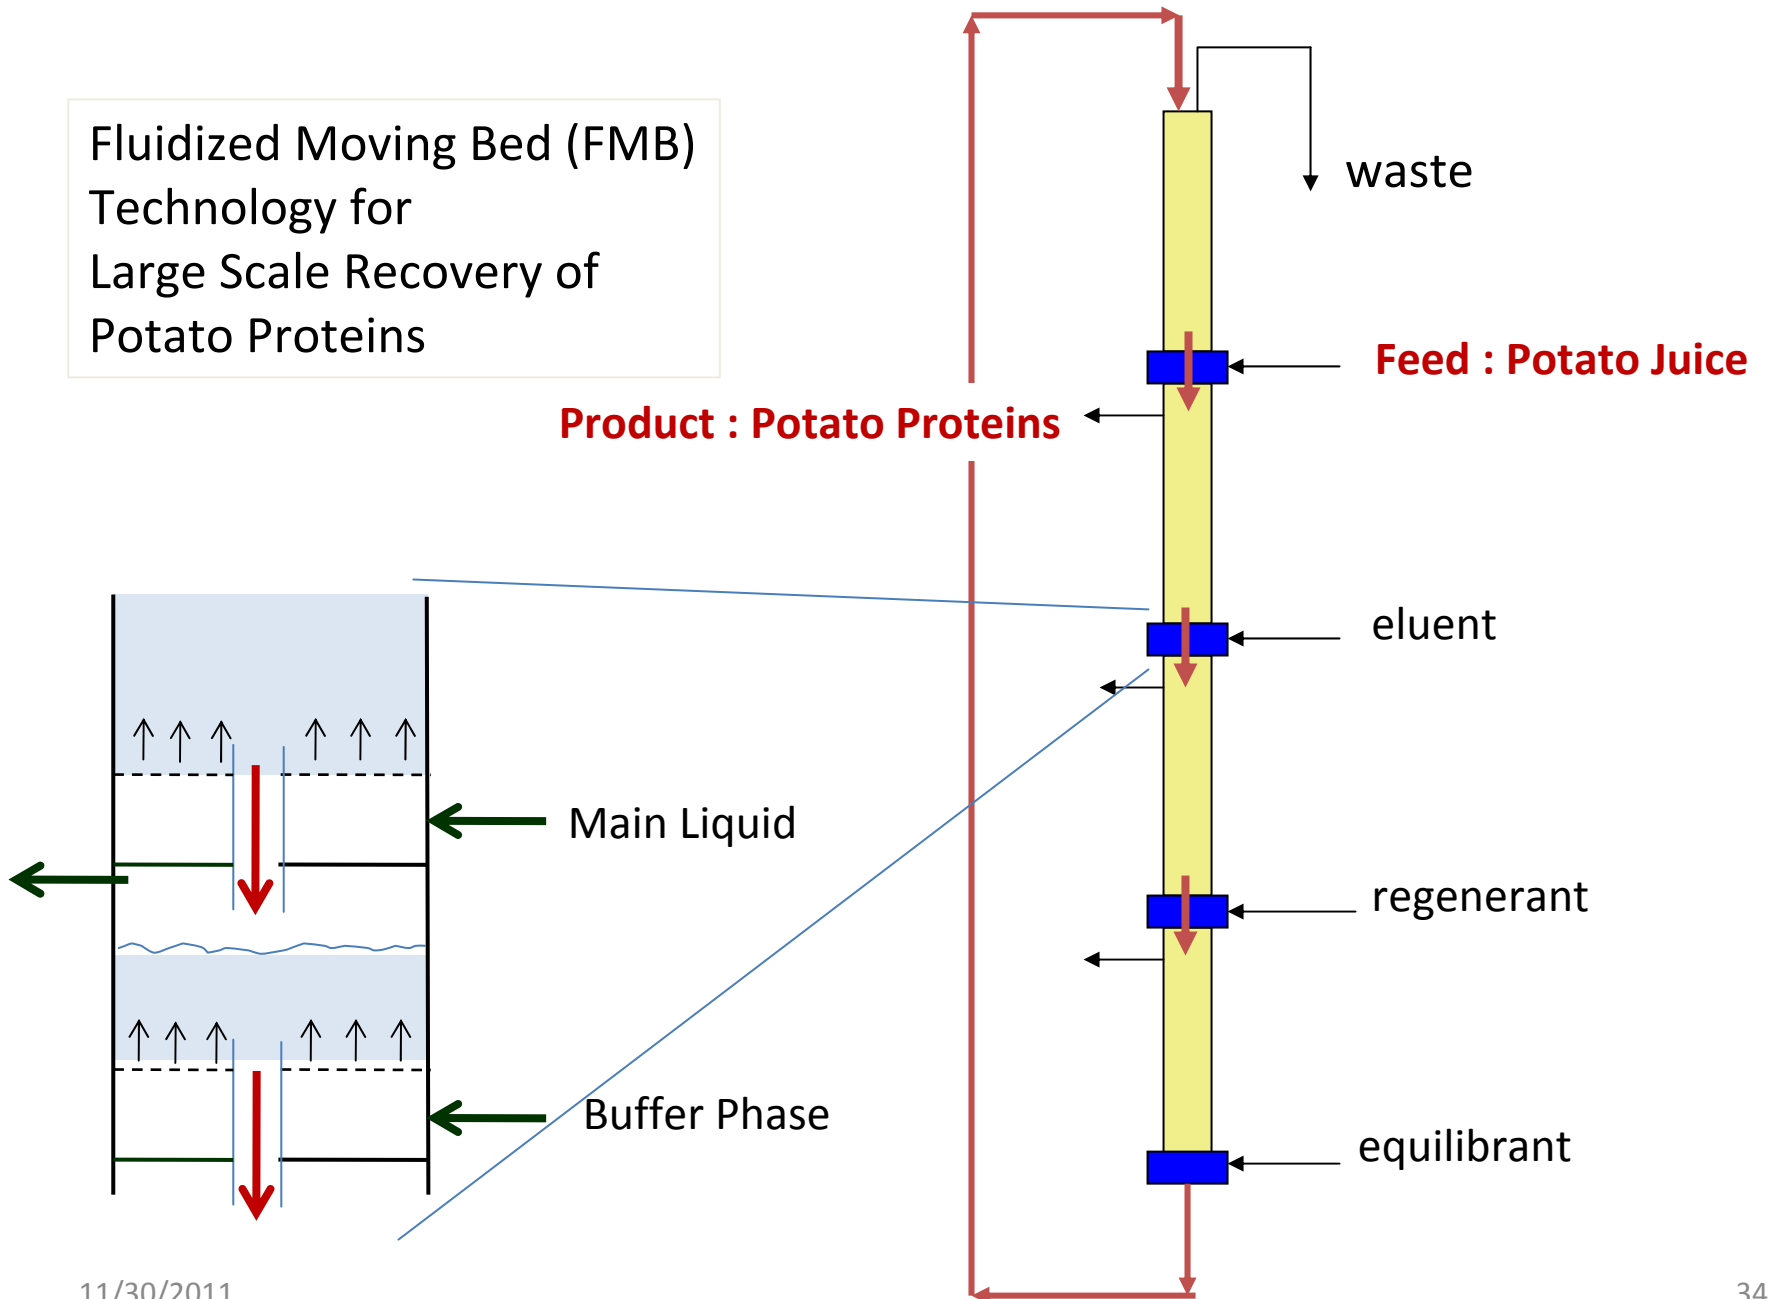 Fluidized Moving Bed (FMB)
Technology for
Large Scale Recovery of
Potato Proteins
waste
Feed : Potato Juice
Product : Potato Proteins
eluent
Main Liquid
regenerant
Buffer Phase
equilibrant
11/30/2011
34